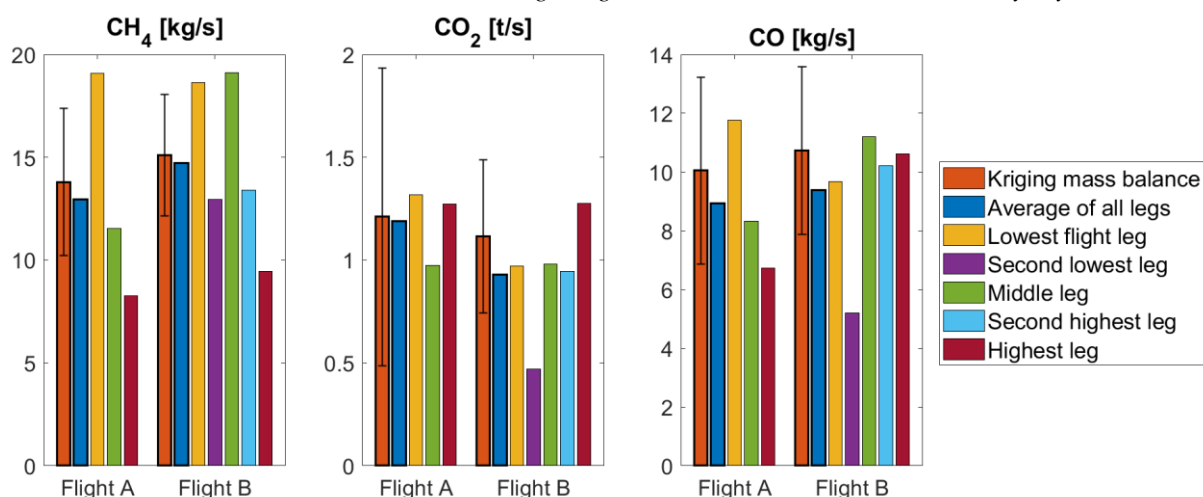 CH4 [kg/s]
20
15
10
5
0
Flight A
Flight B
CO2 [t/s]
2
1.5
1
0.5
0
Flight A
Flight B
CO [kg/s]
14
12
10
8
6
4
2
0
Flight A
Flight B
Kriging mass balance
Average of all legs
Lowest flight leg
Second lowest leg
Middle leg
Second highest leg
Highest leg